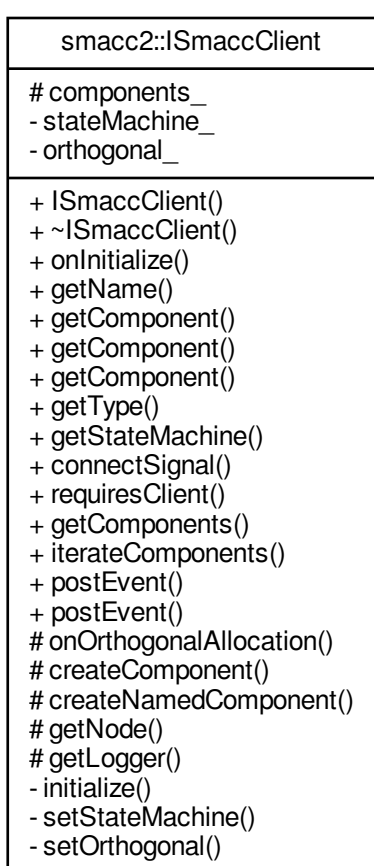 smacc2::ISmaccClient
# components_
- stateMachine_
- orthogonal_
+ ISmaccClient()
+ ~ISmaccClient()
+ onInitialize()
+ getName()
+ getComponent()
+ getComponent()
+ getComponent()
+ getType()
+ getStateMachine()
+ connectSignal()
+ requiresClient()
+ getComponents()
+ iterateComponents()
+ postEvent()
+ postEvent()
# onOrthogonalAllocation()
# createComponent()
# createNamedComponent()
# getNode()
# getLogger()
- initialize()
- setStateMachine()
- setOrthogonal()